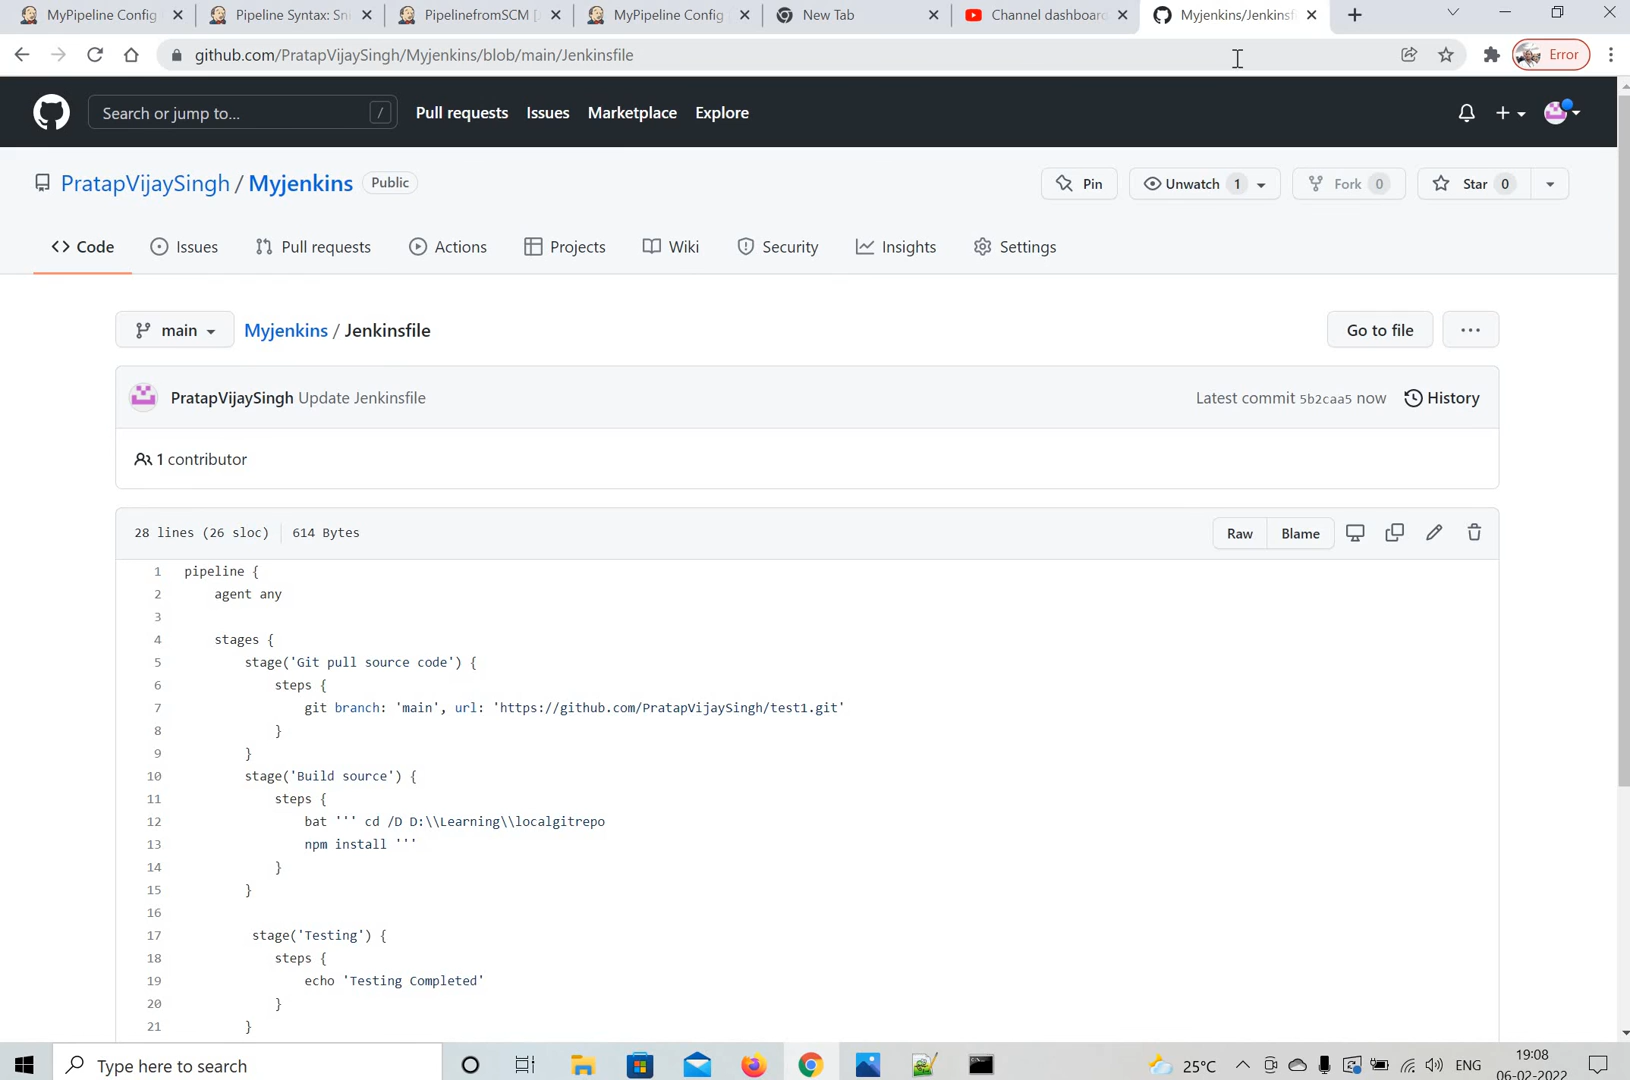 MyPipeline Config
Pipeline Syntax: Sni
PipelinefromSCM [J
MyPipeline Config
New Tab
Channel dashboard
Myjenkins/Jenkinsfi
github.com/PratapVijaySingh/Myjenkins/blob/main/Jenkinsfile
Error
Search or jump to...
/
Pull requests
Issues
Marketplace
Explore
PratapVijaySingh / Myjenkins
Public
Pin
Unwatch 1
Fork 0
Star 0
Code
Issues
Pull requests
Actions
Projects
Wiki
Security
Insights
Settings
main
Myjenkins / Jenkinsfile
Go to file
PratapVijaySingh Update Jenkinsfile
Latest commit 5b2caa5 now
History
1 contributor
28 lines (26 sloc)
614 Bytes
Raw
Blame
1 pipeline {
2 agent any
3
4 stages {
5 stage('Git pull source code') {
6 steps {
7 git branch: 'main', url: 'https://github.com/PratapVijaySingh/test1.git'
8 }
9 }
10 stage('Build source') {
11 steps {
12 bat ''' cd /D D:\\Learning\\localgitrepo
13 npm install '''
14 }
15 }
16
17 stage('Testing') {
18 steps {
19 echo 'Testing Completed'
20 }
21 }
Type here to search
25°C
ENG
19:08
06-02-2022